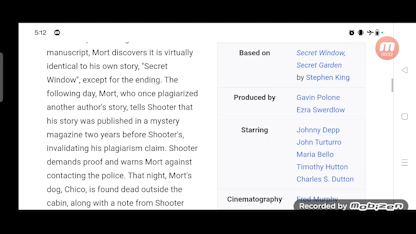 5:12
manuscript, Mort discovers it is virtually
identical to his own story, "Secret
Window", except for the ending. The
following day, Mort, who once plagiarized
another author's story, tells Shooter that
his story was published in a mystery
magazine two years before Shooter's,
invalidating his plagiarism claim. Shooter
demands proof and warns Mort against
contacting the police. That night, Mort's
dog, Chico, is found dead outside the
cabin, along with a note from Shooter
Based on
Secret Window,
Secret Garden
by Stephen King
Produced by
Gavin Polone
Ezra Swerdlow
Starring
Johnny Depp
John Turturro
Maria Bello
Timothy Hutton
Charles S. Dutton
Cinematography
Fred Murphy
Recorded by Mobizen